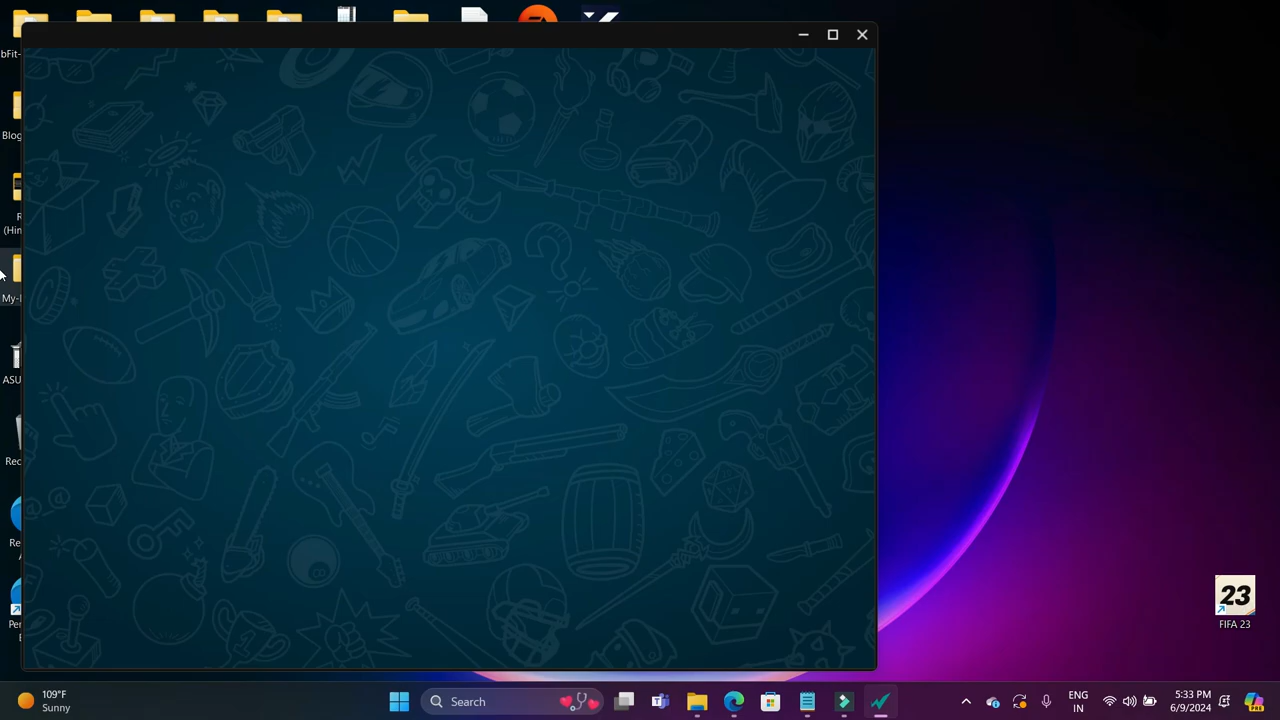 bFit-
Blog
R
(Hin
My-I
ASU
Rec
Re
A
Per
E
23
FIFA 23
109°F
Sunny
Search
ENG
IN
5:33 PM
6/9/2024
PRE